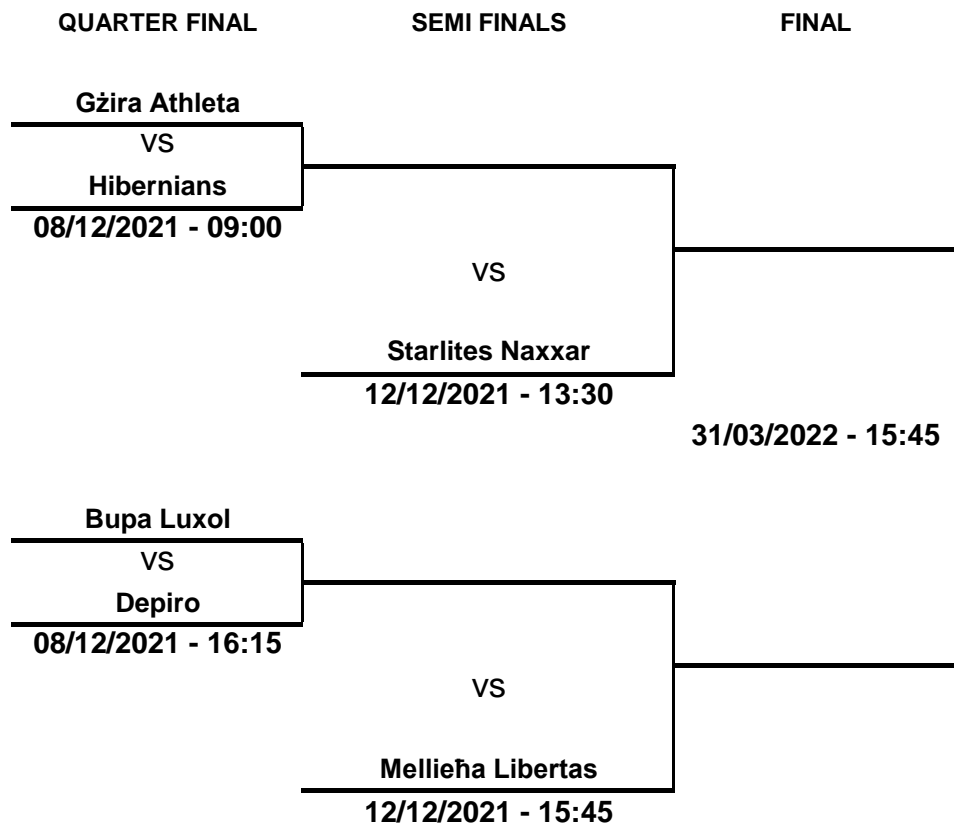 QUARTER FINAL SEMI FINALS FINAL
Gżira Athleta
VS
Hibernians
08/12/2021 - 09:00
VS
Starlites Naxxar
12/12/2021 - 13:30
31/03/2022 - 15:45
Bupa Luxol
VS
Depiro
08/12/2021 - 16:15
VS
Mellieħa Libertas
12/12/2021 - 15:45